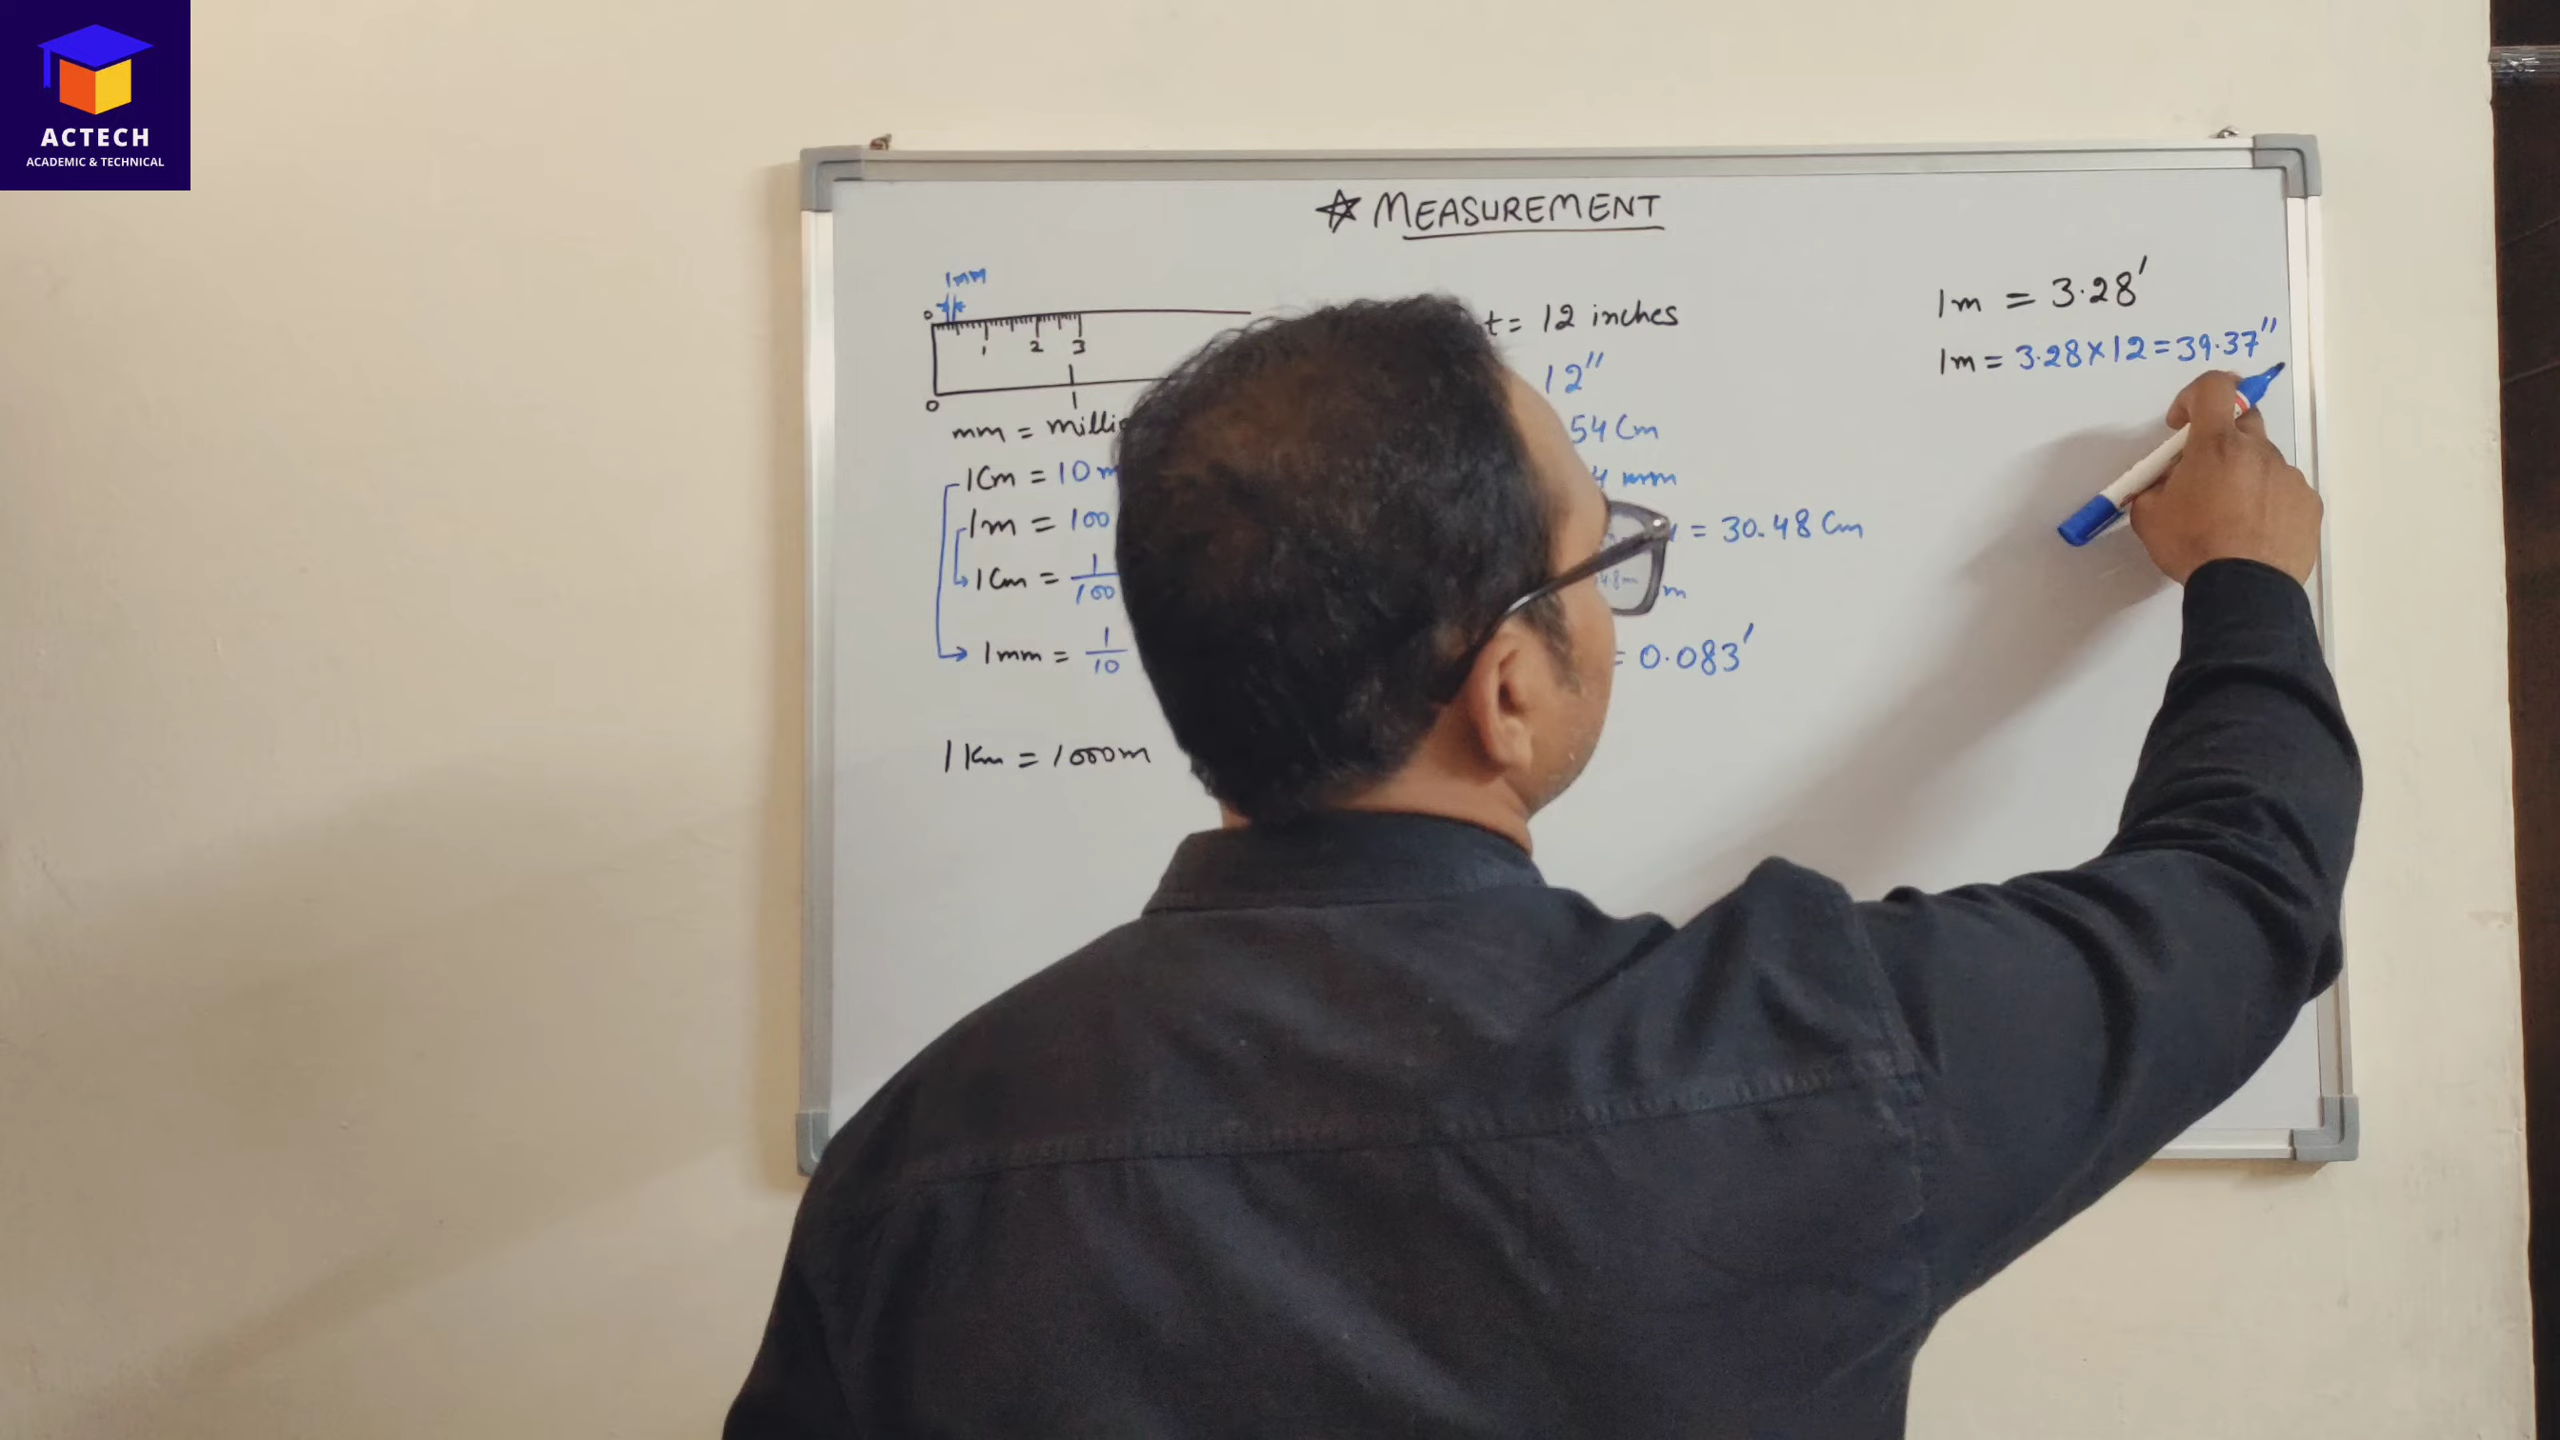 ACTECH
ACADEMIC & TECHNICAL
☆ MEASUREMENT
1mm
0
1 2 3
0
1
mm =
1Cm = 10
1m = 100
1Cm = 1/100
1mm = 1/10
1Km = 1000m
= 12 inches
12"
54 Cm
4 mm
= 30.48 Cm
m
= 0.083'
1m = 3.28'
1m = 3.28×12=39.37"